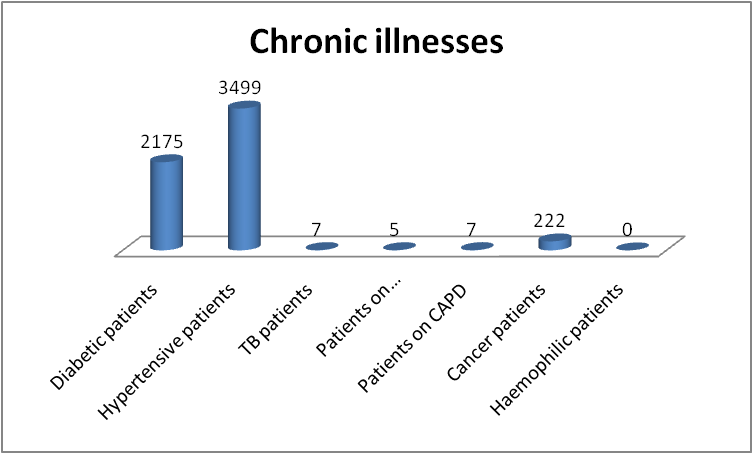 Chronic illnesses
3499
2175
7
5
7
222
0
Diabetic patients
Hypertensive patients
TB patients
Patients on...
Patients on CAPD
Cancer patients
Haemophilic patients